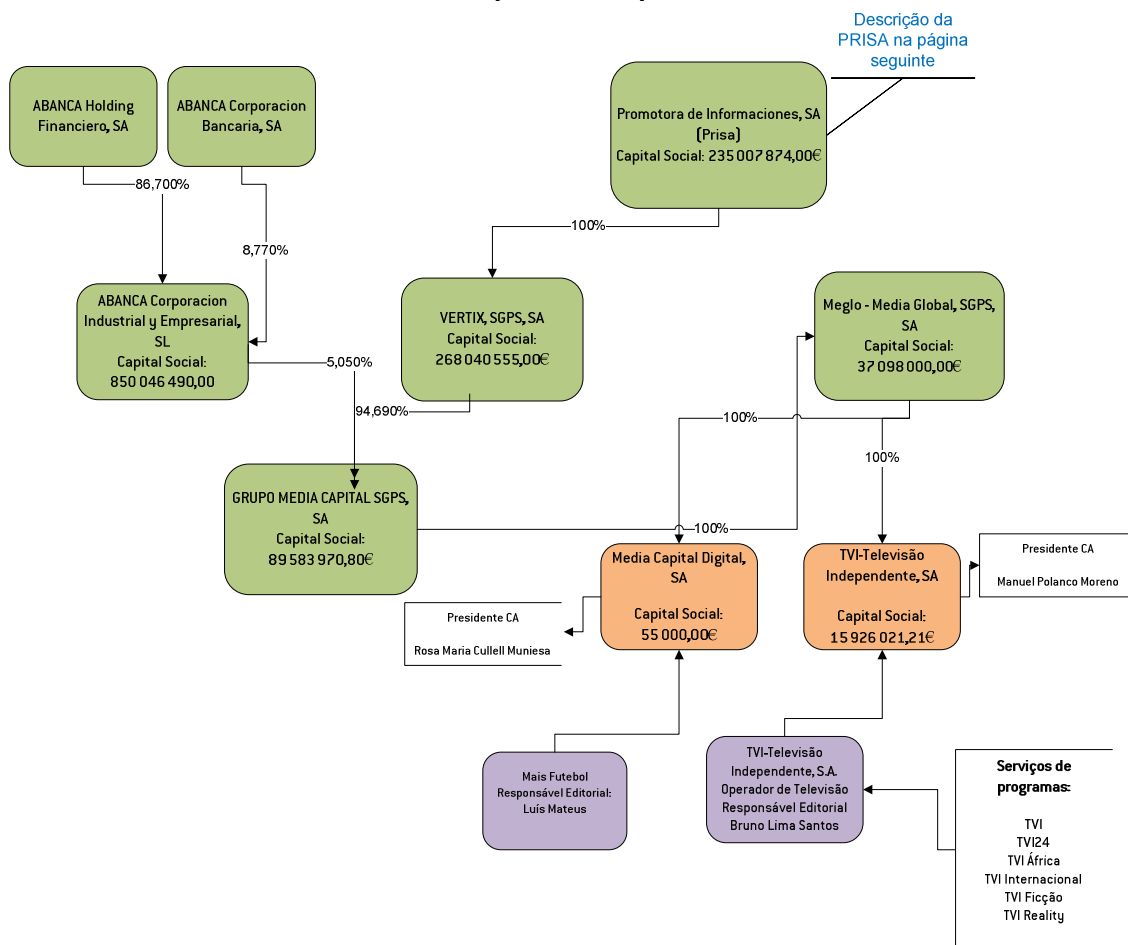 Descrição da
PRISA na página
seguinte
ABANCA Holding
Financiero, SA
ABANCA Corporacion
Bancaria, SA
Promotora de Informaciones, SA
(Prisa)
Capital Social: 235 007 874,00€
86,700%
8,770%
100%
ABANCA Corporacion
Industrial y Empresarial,
SL
Capital Social:
850 046 490,00
VERTIX, SGPS, SA
Capital Social:
268 040 555,00€
Meglo - Media Global, SGPS,
SA
Capital Social:
37 098 000,00€
5,050%
94,690%
100%
100%
GRUPO MEDIA CAPITAL SGPS,
SA
Capital Social:
89 583 970,80€
100%
Media Capital Digital,
SA
Capital Social:
55 000,00€
TVI-Televisão
Independente, SA
Capital Social:
15 926 021,21€
Presidente CA
Manuel Polanco Moreno
Presidente CA
Rosa Maria Cullell Muniesa
Mais Futebol
Responsável Editorial:
Luís Mateus
TVI-Televisão
Independente, S.A.
Operador de Televisão
Responsável Editorial
Bruno Lima Santos
Serviços de
programas:
TVI
TVI24
TVI África
TVI Internacional
TVI Ficção
TVI Reality